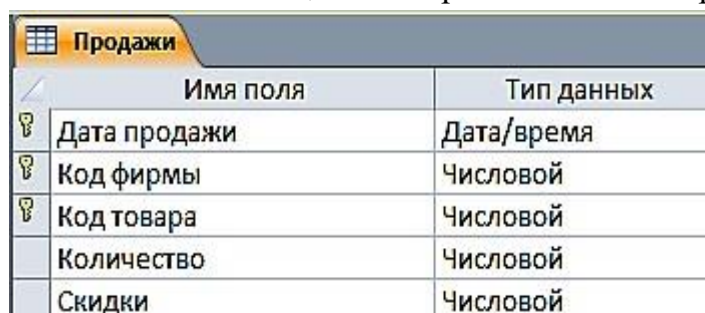 Продажи
Имя поля Тип данных
Дата продажи Дата/время
Код фирмы Числовой
Код товара Числовой
Количество Числовой
Скидки Числовой